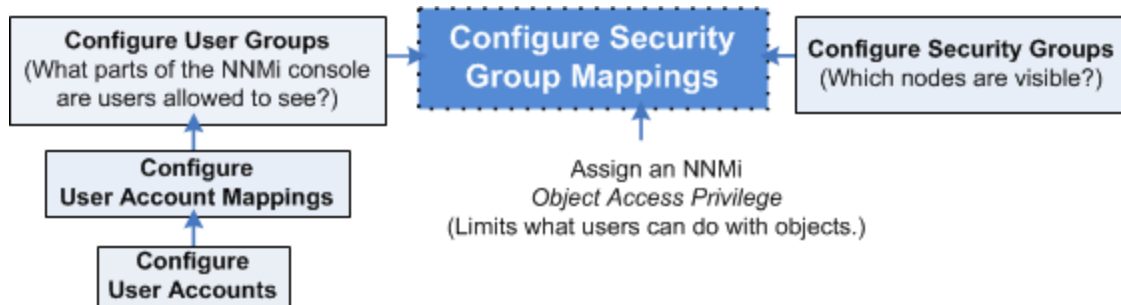 Configure User Groups
(What parts of the NNMi console
are users allowed to see?)
Configure Security
Group Mappings
Configure Security Groups
(Which nodes are visible?)
Configure
User Account Mappings
Assign an NNMi
Object Access Privilege
(Limits what users can do with objects.)
Configure
User Accounts